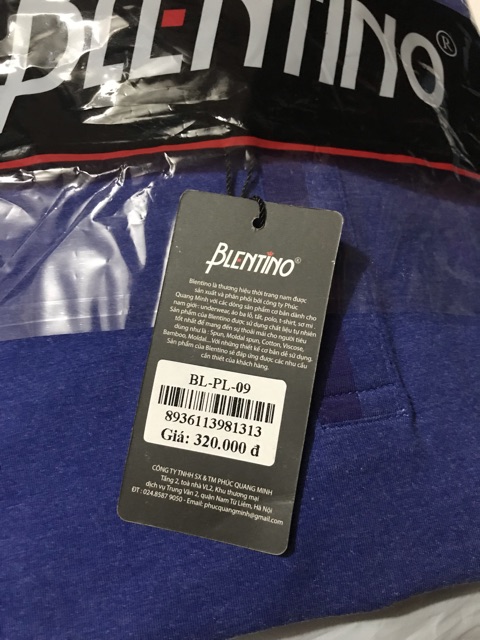 BLENTINO®
BLENTINO®
Blentino là thương hiệu thời trang nam được
sản xuất và phân phối bởi công ty Phúc
Quang Minh với các dòng sản phẩm cơ bản dành cho
nam giới : underwear, áo ba lỗ, tất, polo, t-shirt, sơ mi .
Sản phẩm của Blentino được sử dụng chất liệu tự nhiên
tốt nhất để mang đến sự thoải mái cho người tiêu
dùng như là : Spun, Modal spun, Cotton, Viscose,
Bamboo, Modal... Với những thiết kế cơ bản dễ sử dụng.
Sản phẩm của Blentino sẽ đáp ứng được các nhu cầu
cần thiết của khách hàng.
BL-PL-09
8936113981313
Giá: 320.000 đ
CÔNG TY TNHH SX & TM PHÚC QUANG MINH
Tầng 2, toà nhà VL2. Khu thương mại
dịch vụ Trung Văn 2, quận Nam Từ Liêm, Hà Nội
ĐT : 024.8587 9050 - Email: phucquangminh@gmail.com